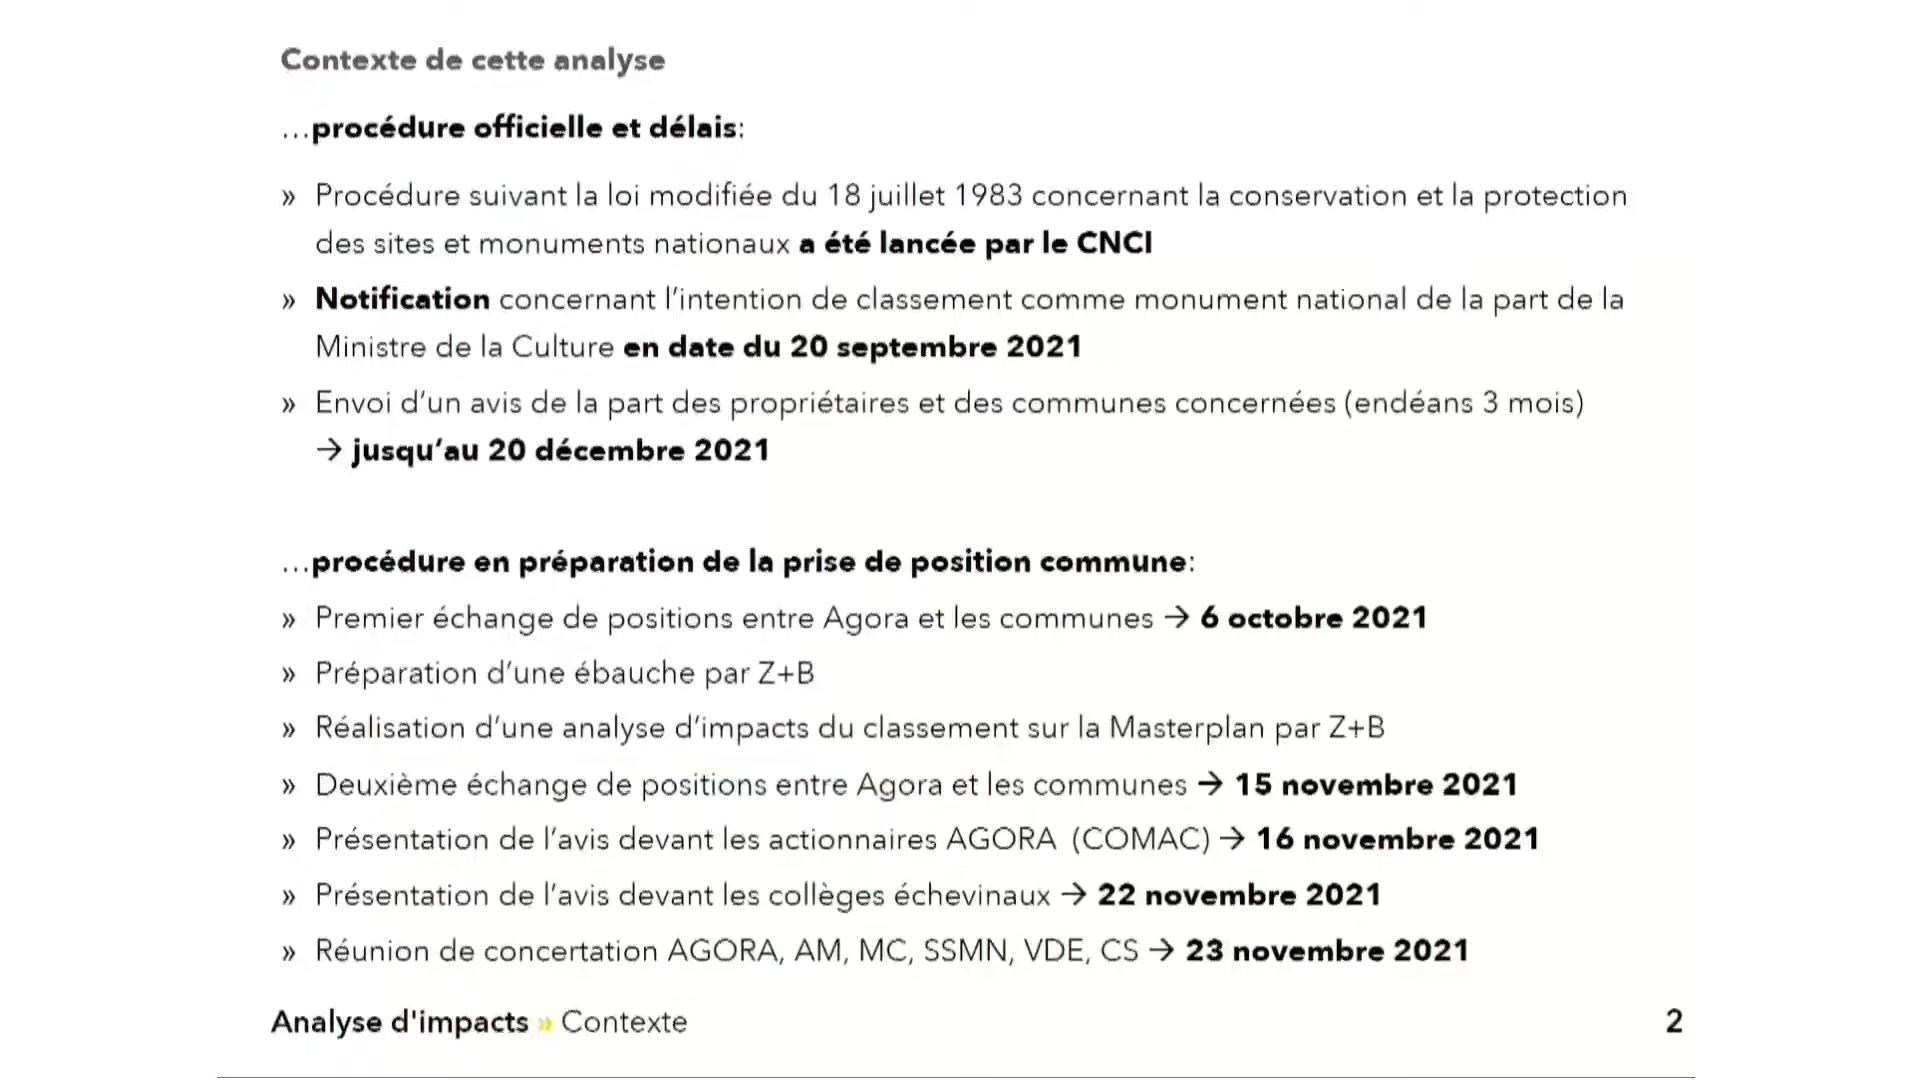 Contexte de cette analyse
…procédure officielle et délais:
» Procédure suivant la loi modifiée du 18 juillet 1983 concernant la conservation et la protection
des sites et monuments nationaux a été lancée par le CNCI
» Notification concernant l’intention de classement comme monument national de la part de la
Ministre de la Culture en date du 20 septembre 2021
» Envoi d’un avis de la part des propriétaires et des communes concernées (endéans 3 mois)
→ jusqu’au 20 décembre 2021
…procédure en préparation de la prise de position commune:
» Premier échange de positions entre Agora et les communes → 6 octobre 2021
» Préparation d’une ébauche par Z+B
» Réalisation d’une analyse d’impacts du classement sur la Masterplan par Z+B
» Deuxième échange de positions entre Agora et les communes → 15 novembre 2021
» Présentation de l’avis devant les actionnaires AGORA (COMAC) → 16 novembre 2021
» Présentation de l’avis devant les collèges échevinaux → 22 novembre 2021
» Réunion de concertation AGORA, AM, MC, SSMN, VDE, CS → 23 novembre 2021
Analyse d'impacts » Contexte 2